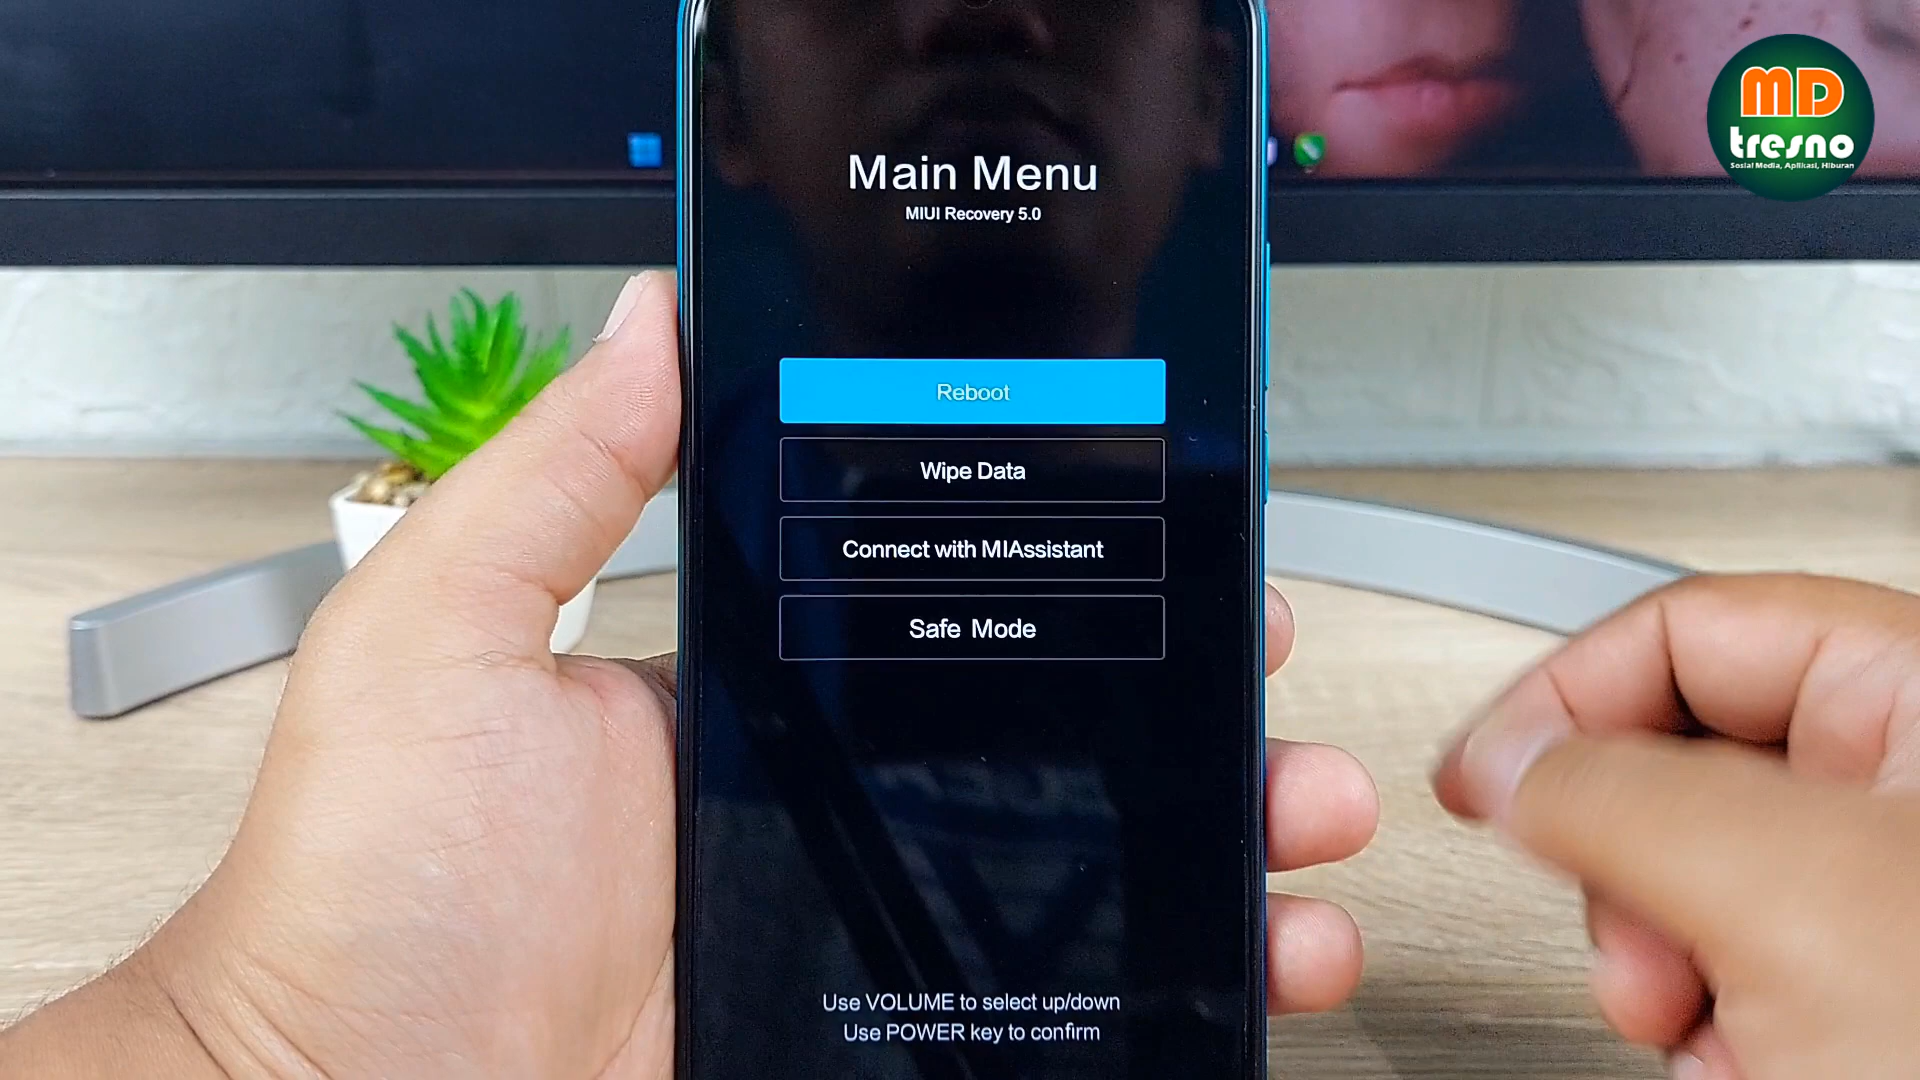 MD
tresno
Sosial Media, Aplikasi, Hiburan
Main Menu
MIUI Recovery 5.0
Reboot
Wipe Data
Connect with MIAssistant
Safe Mode
Use VOLUME to select up/down
Use POWER key to confirm